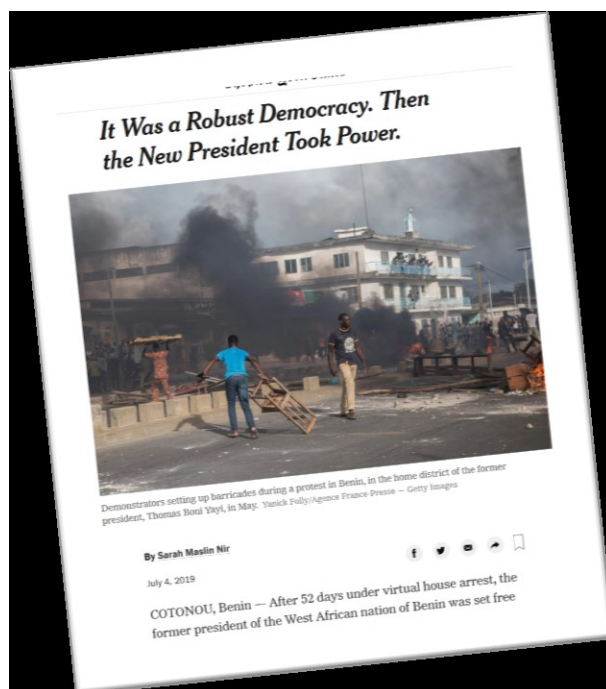 It Was a Robust Democracy. Then
the New President Took Power.
Demonstrators setting up barricades during a protest in Benin, in the home district of the former
president, Thomas Boni Yayi, in May. Yanick Folly/Agence France-Presse — Getty Images
By Sarah Maslin Nir
July 4, 2019
COTONOU, Benin — After 52 days under virtual house arrest, the
former president of the West African nation of Benin was set free